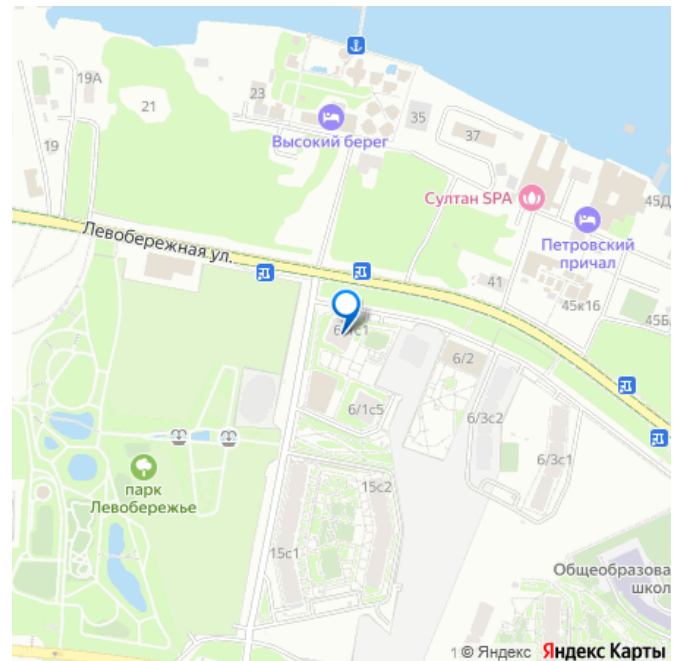 19А
23
21
35
37
Высокий берег
19
Султан SPA
45Д
Левобережная ул.
Петровский
причал
41
45к16
45Б
6/1с1
6/2
6/1с5
6/3с2
6/3с1
парк
Левобережье
15с2
15с1
Общеобразова
школ
1 © Яндекс Яндекс Карты